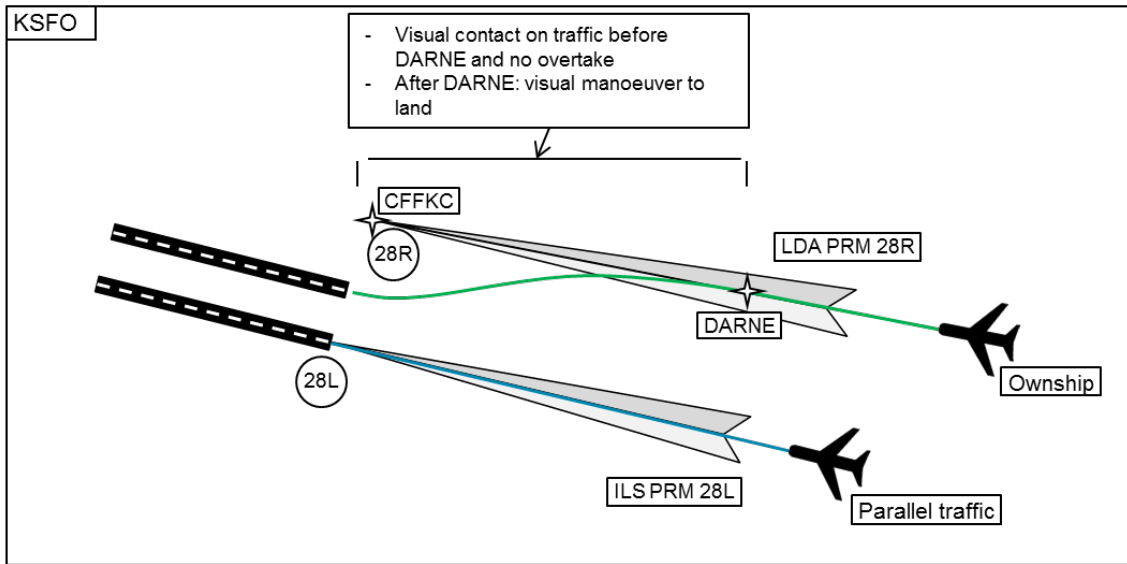 KSFO
- Visual contact on traffic before
DARNE and no overtake
- After DARNE: visual manoeuver to
land
CFFKC
28R
LDA PRM 28R
DARNE
Ownship
28L
ILS PRM 28L
Parallel traffic